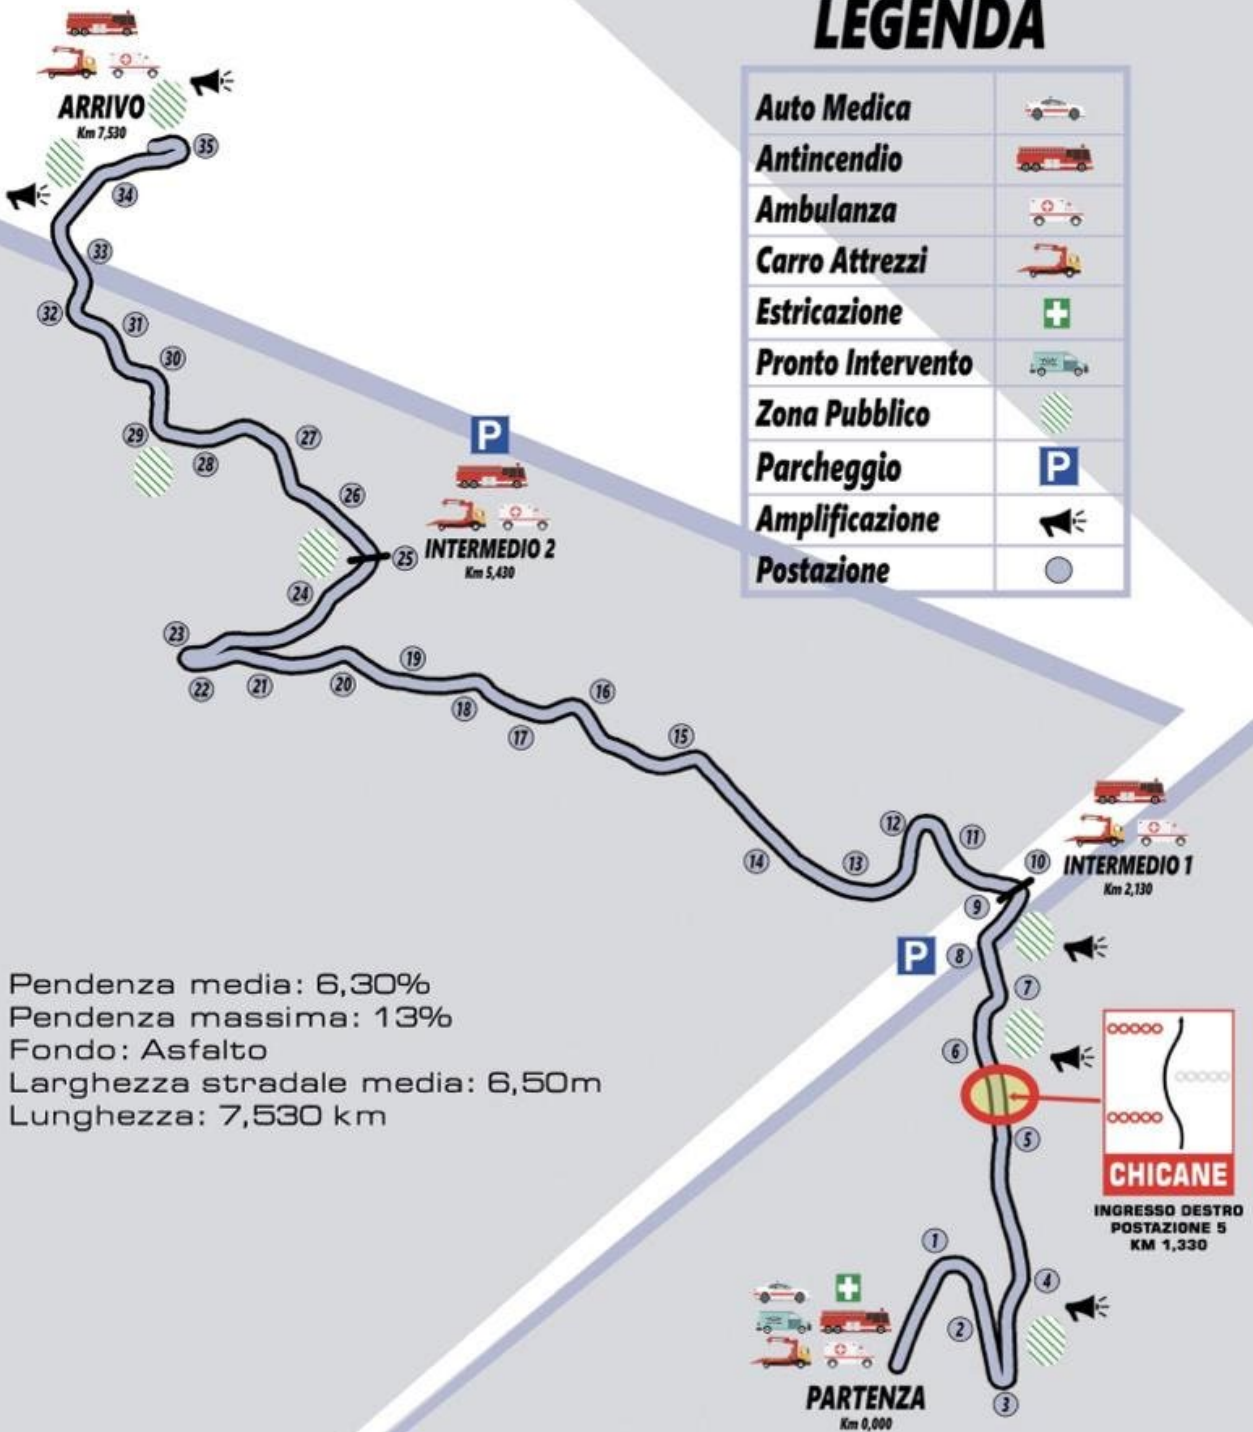 LEGENDA
Auto Medica
Antincendio
Ambulanza
Carro Attrezzi
Estricazione
Pronto Intervento
Zona Pubblico
Parcheggio
P
Amplificazione
Postazione
ARRIVO
Km 7,530
35
34
33
32
31
30
29
28
27
26
P
INTERMEDIO 2
Km 5,430
25
24
23
22
21
20
19
18
17
16
15
14
13
12
11
10
INTERMEDIO 1
Km 2,130
9
P
8
7
6
5
CHICANE
INGRESSO DESTRO
POSTAZIONE 5
KM 1,330
Pendenza media: 6,30%
Pendenza massima: 13%
Fondo: Asfalto
Larghezza stradale media: 6,50m
Lunghezza: 7,530 km
1
4
2
3
PARTENZA
Km 0,000